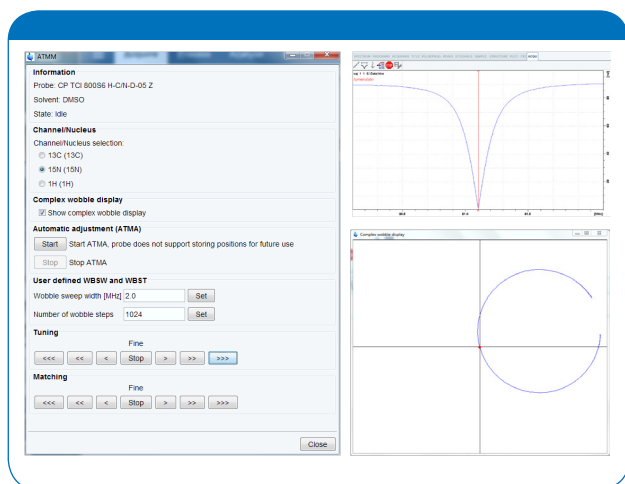 ATMM
Information
Probe: CP TCI 800S6 H-C/N-D-05 Z
Solvent: DMSO
State: Idle
Channel/Nucleus
Channel/Nucleus selection:
13C (13C)
15N (15N)
1H (1H)
Complex wobble display
Show complex wobble display
Automatic adjustment (ATMA)
Start Start ATMA, probe does not support storing positions for future use
Stop Stop ATMA
User defined WBSW and WBST
Wobble sweep width [MHz] 2.0 Set
Number of wobble steps 1024 Set
Tuning
Fine
<<< << < Stop > >> >>>
Matching
Fine
<<< << < Stop > >> >>>
Close
Complex wobble display